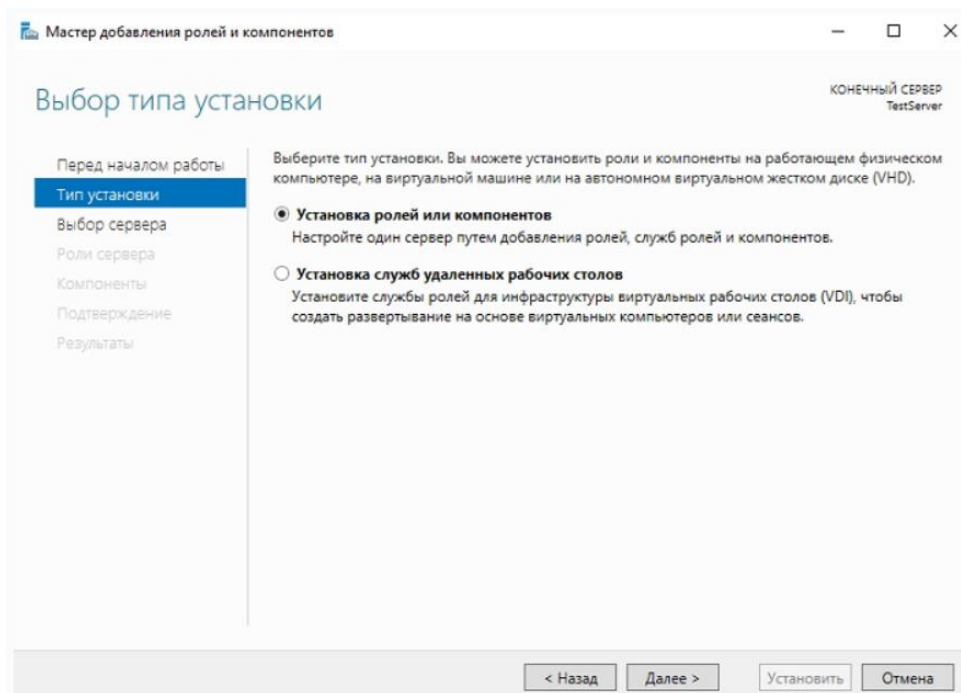 Мастер добавления ролей и компонентов
Выбор типа установки
КОНЕЧНЫЙ СЕРВЕР
TestServer
Перед началом работы
Тип установки
Выбор сервера
Роли сервера
Компоненты
Подтверждение
Результаты
Выберите тип установки. Вы можете установить роли и компоненты на работающем физическом
компьютере, на виртуальной машине или на автономном виртуальном жестком диске (VHD).
Установка ролей или компонентов
Настройте один сервер путем добавления ролей, служб ролей и компонентов.
Установка служб удаленных рабочих столов
Установите службы ролей для инфраструктуры виртуальных рабочих столов (VDI), чтобы
создать развертывание на основе виртуальных компьютеров или сеансов.
< Назад Далее > Установить Отмена